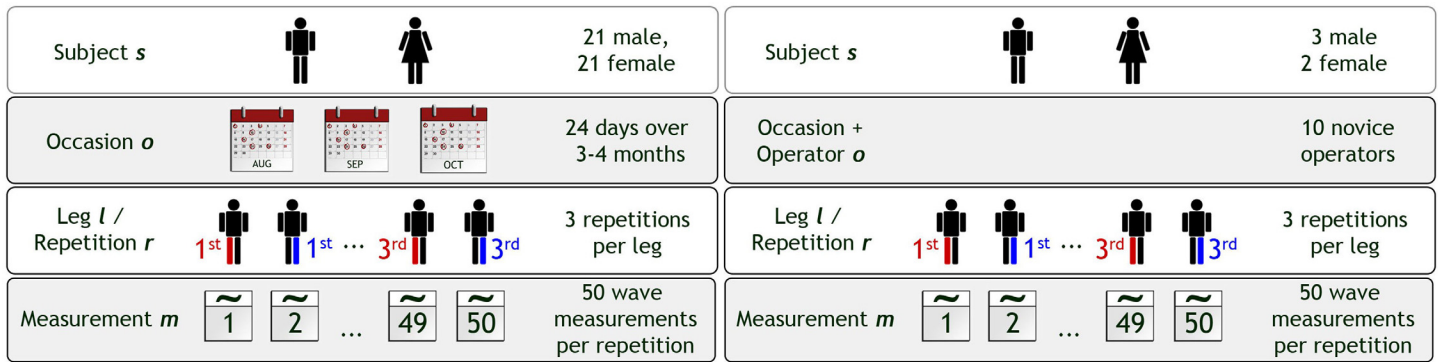 Subject s
21 male,
21 female
Occasion o
AUG
SEP
OCT
24 days over
3-4 months
Leg l /
Repetition r
1st
1st
...
3rd
3rd
3 repetitions
per leg
Measurement m
~
1
~
2
...
~
49
~
50
50 wave
measurements
per repetition
Subject s
3 male
2 female
Occasion +
Operator o
10 novice
operators
Leg l /
Repetition r
1st
1st
...
3rd
3rd
3 repetitions
per leg
Measurement m
~
1
~
2
...
~
49
~
50
50 wave
measurements
per repetition